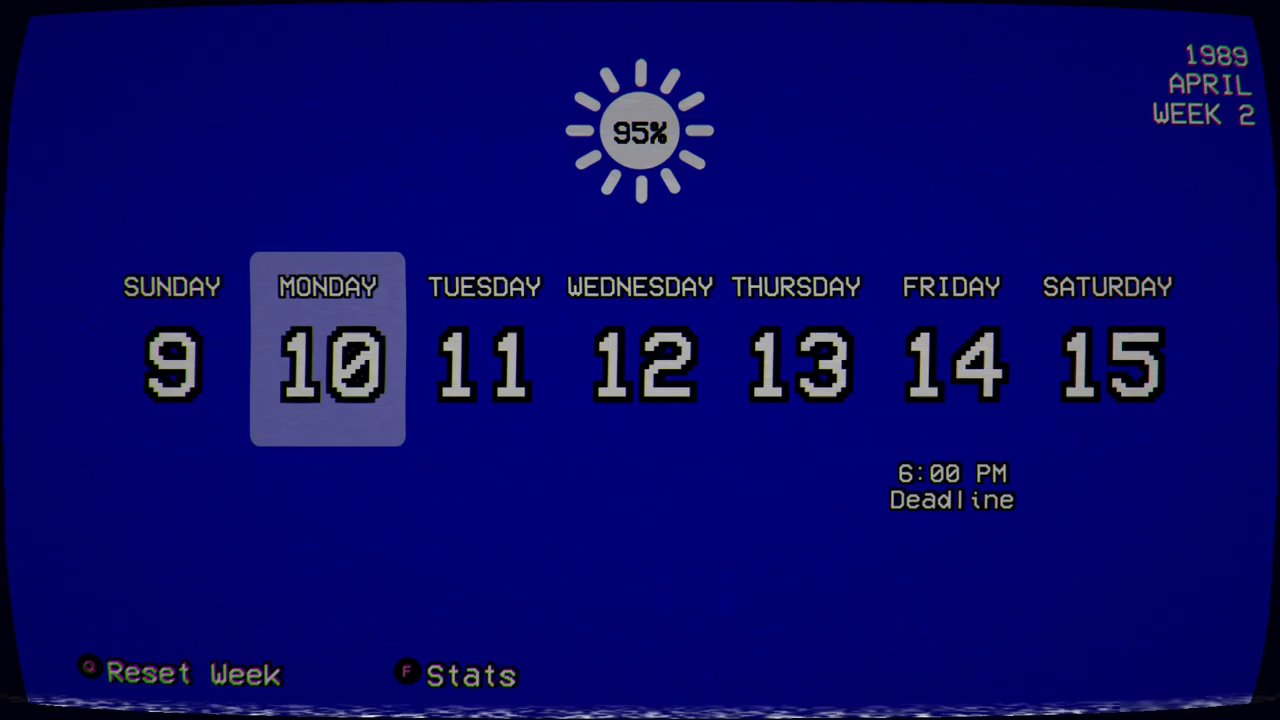 1989
APRIL
WEEK 2
95%
SUNDAY MONDAY TUESDAY WEDNESDAY THURSDAY FRIDAY SATURDAY
9 10 11 12 13 14 15
6:00 PM
Deadline
Q Reset Week F Stats